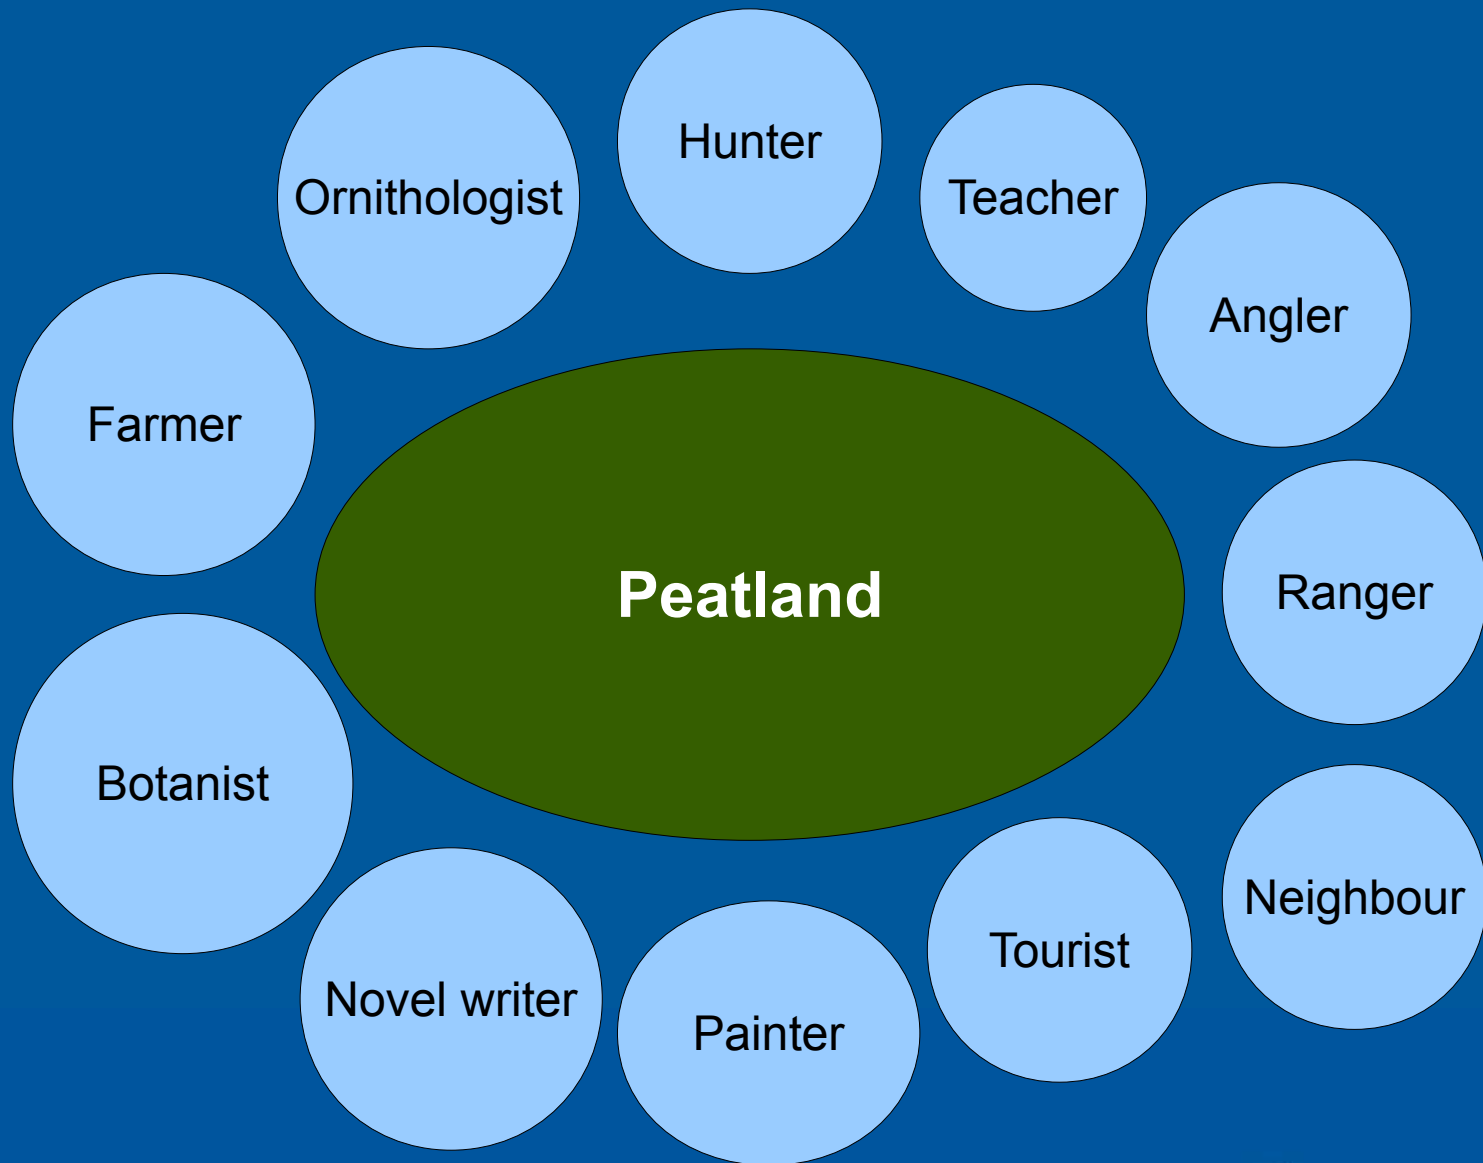 Hunter
Ornithologist
Teacher
Angler
Farmer
Peatland
Ranger
Botanist
Neighbour
Tourist
Novel writer
Painter